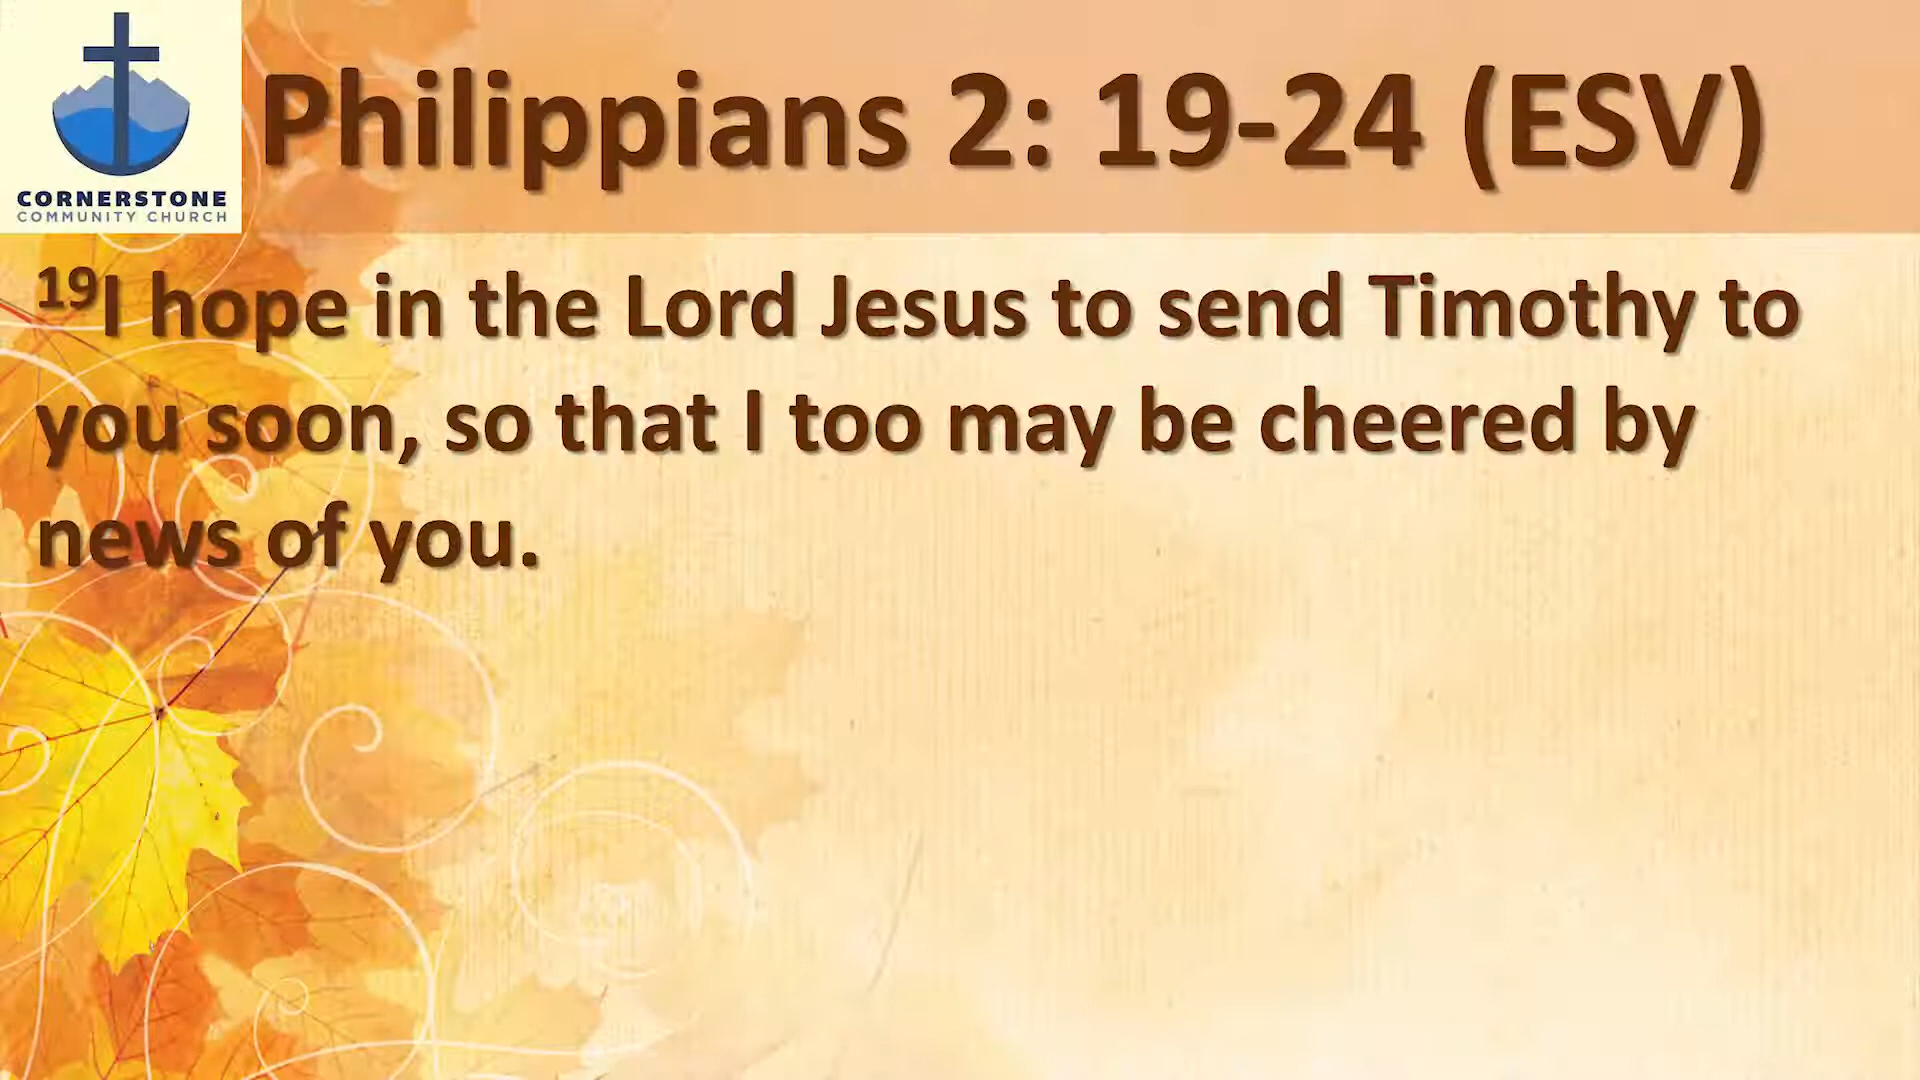 CORNERSTONE
COMMUNITY CHURCH
Philippians 2: 19-24 (ESV)
19I hope in the Lord Jesus to send Timothy to
you soon, so that I too may be cheered by
news of you.